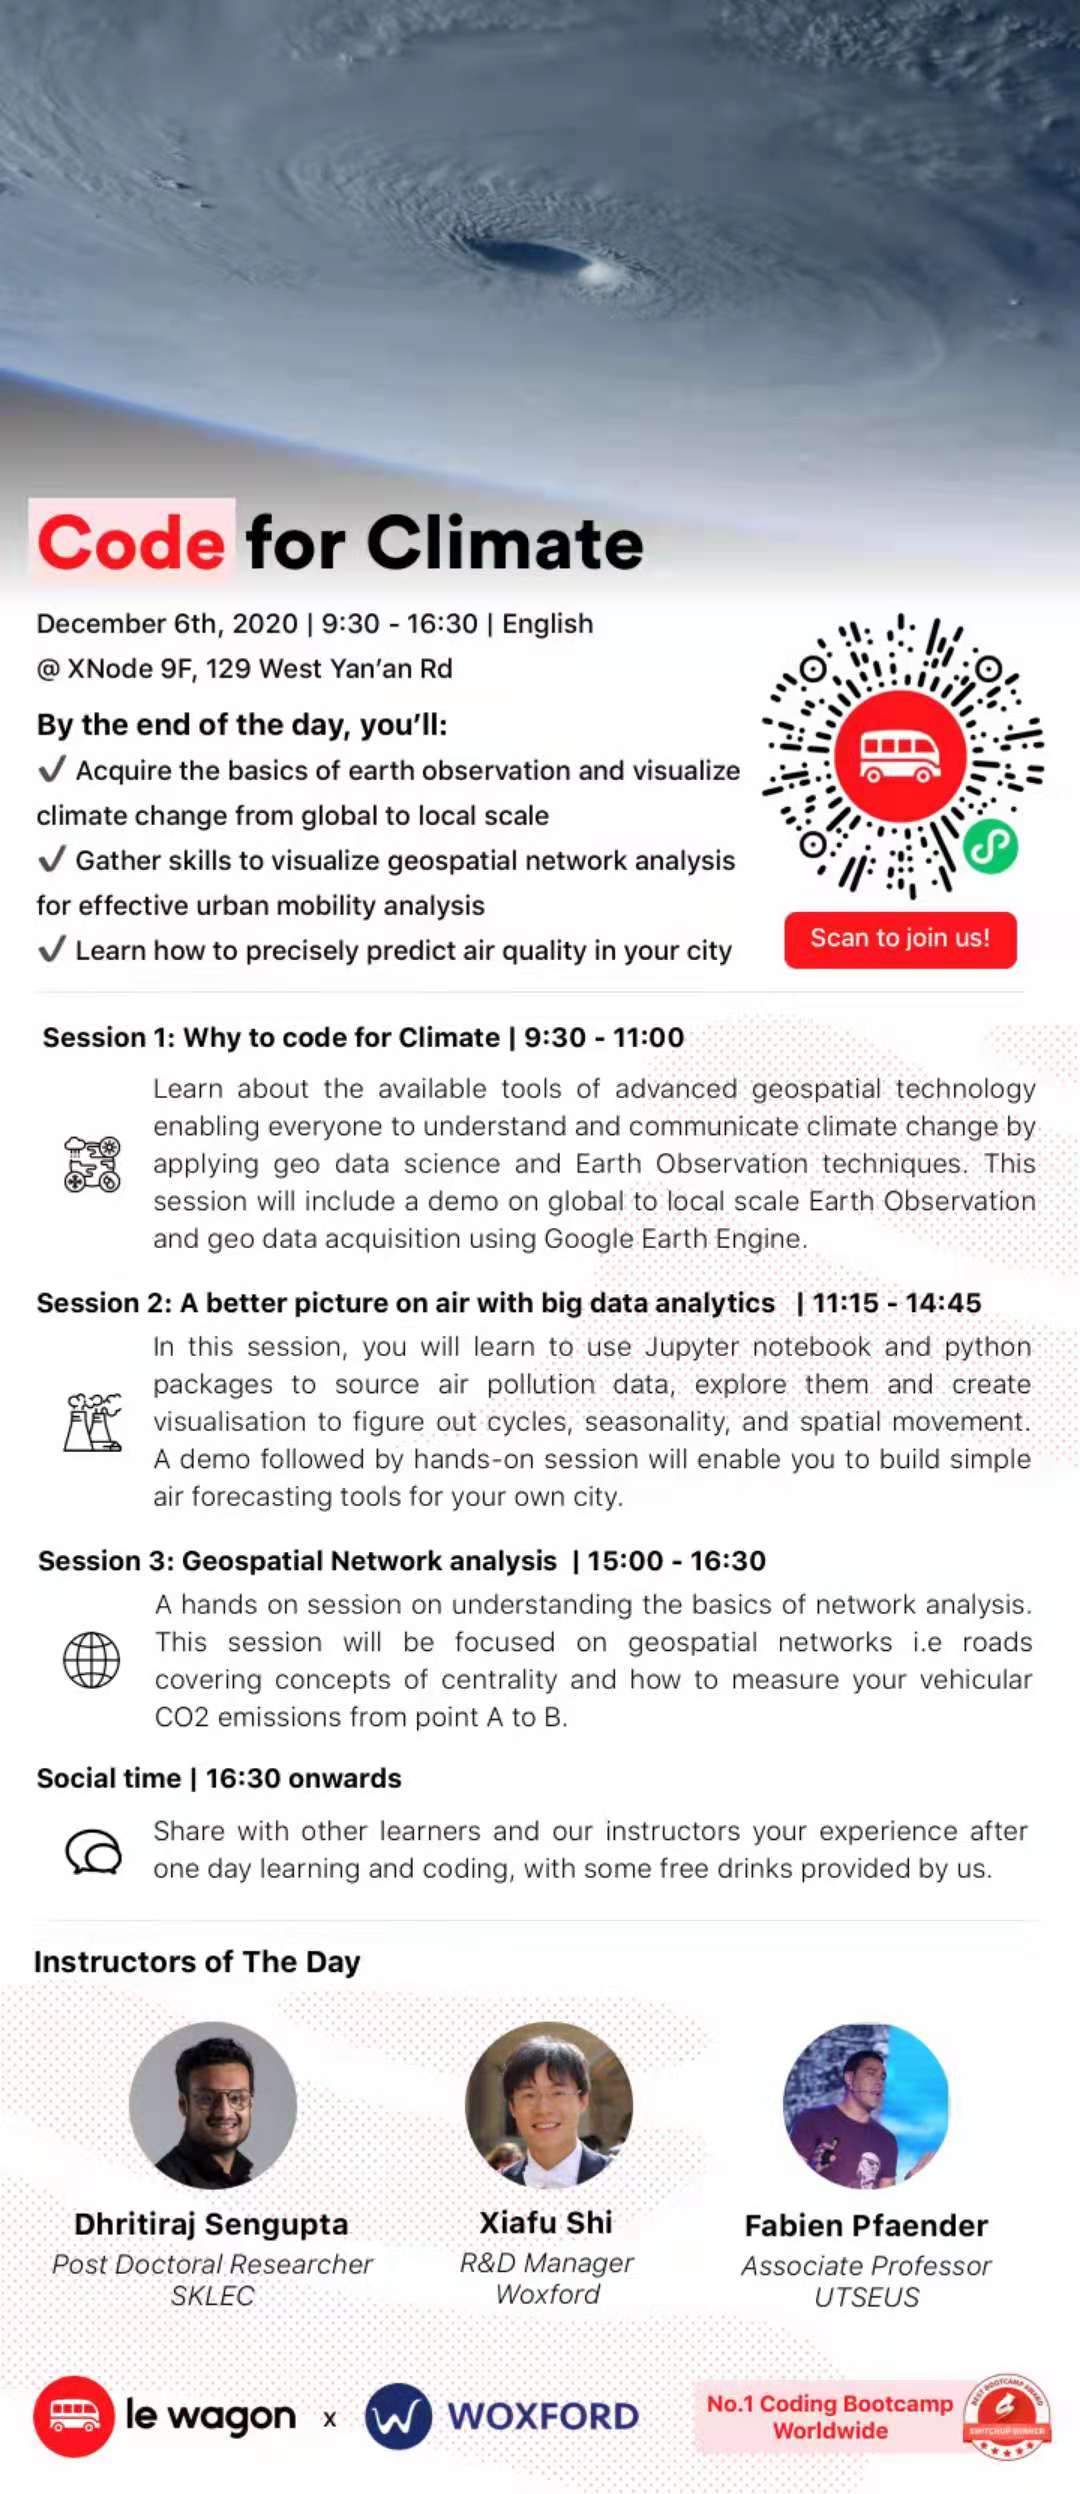 Code for Climate
December 6th, 2020 | 9:30 - 16:30 | English
@ XNode 9F, 129 West Yan’an Rd
By the end of the day, you’ll:
✓ Acquire the basics of earth observation and visualize
climate change from global to local scale
✓ Gather skills to visualize geospatial network analysis
for effective urban mobility analysis
✓ Learn how to precisely predict air quality in your city
Scan to join us!
Session 1: Why to code for Climate | 9:30 - 11:00
Learn about the available tools of advanced geospatial technology
enabling everyone to understand and communicate climate change by
applying geo data science and Earth Observation techniques. This
session will include a demo on global to local scale Earth Observation
and geo data acquisition using Google Earth Engine.
Session 2: A better picture on air with big data analytics | 11:15 - 14:45
In this session, you will learn to use Jupyter notebook and python
packages to source air pollution data, explore them and create
visualisation to figure out cycles, seasonality, and spatial movement.
A demo followed by hands-on session will enable you to build simple
air forecasting tools for your own city.
Session 3: Geospatial Network analysis | 15:00 - 16:30
A hands on session on understanding the basics of network analysis.
This session will be focused on geospatial networks i.e roads
covering concepts of centrality and how to measure your vehicular
CO2 emissions from point A to B.
Social time | 16:30 onwards
Share with other learners and our instructors your experience after
one day learning and coding, with some free drinks provided by us.
Instructors of The Day
Dhritiraj Sengupta
Post Doctoral Researcher
SKLEC
Xiafu Shi
R&D Manager
Woxford
Fabien Pfaender
Associate Professor
UTSEUS
le wagon x W WOXFORD
No.1 Coding Bootcamp
Worldwide
BEST BOOTCAMP AWARD
SWITCHUP WINNER